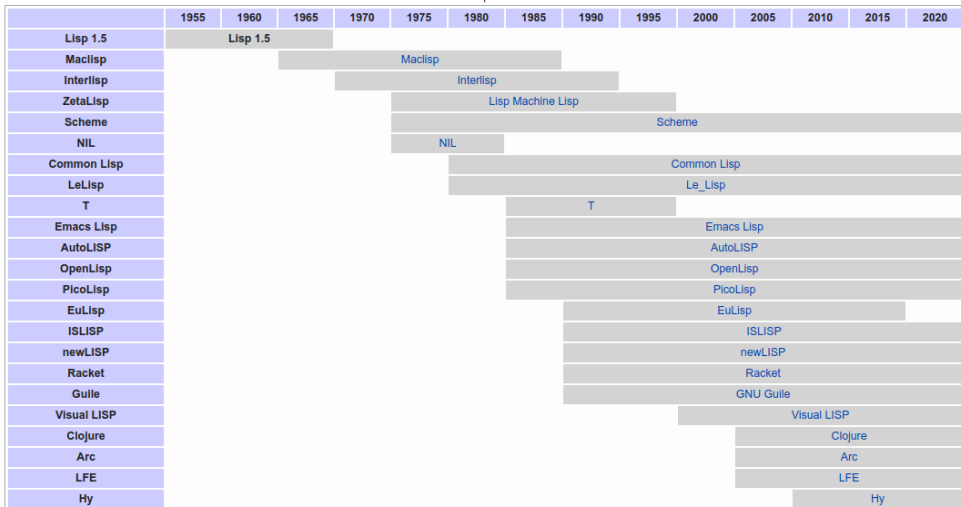 1955 1960 1965 1970 1975 1980 1985 1990 1995 2000 2005 2010 2015 2020
Lisp 1.5 Lisp 1.5
Maclisp Maclisp
Interlisp Interlisp
ZetaLisp Lisp Machine Lisp
Scheme Scheme
NIL NIL
Common Lisp Common Lisp
LeLisp Le_Lisp
T T
Emacs Lisp Emacs Lisp
AutoLISP AutoLISP
OpenLisp OpenLisp
PicoLisp PicoLisp
EuLisp EuLisp
ISLISP ISLISP
newLISP newLISP
Racket Racket
Guile GNU Guile
Visual LISP Visual LISP
Clojure Clojure
Arc Arc
LFE LFE
Hy Hy